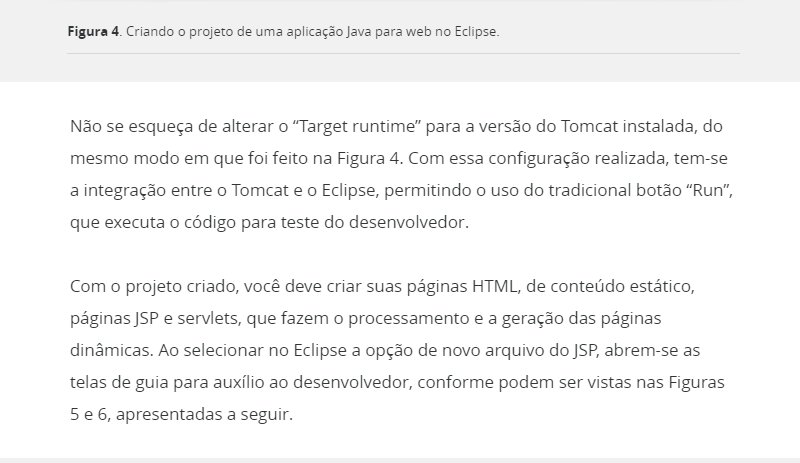 Figura 4. Criando o projeto de uma aplicação Java para web no Eclipse.
Não se esqueça de alterar o “Target runtime” para a versão do Tomcat instalada, do
mesmo modo em que foi feito na Figura 4. Com essa configuração realizada, tem-se
a integração entre o Tomcat e o Eclipse, permitindo o uso do tradicional botão “Run”,
que executa o código para teste do desenvolvedor.
Com o projeto criado, você deve criar suas páginas HTML, de conteúdo estático,
páginas JSP e servlets, que fazem o processamento e a geração das páginas
dinâmicas. Ao selecionar no Eclipse a opção de novo arquivo do JSP, abrem-se as
telas de guia para auxílio ao desenvolvedor, conforme podem ser vistas nas Figuras
5 e 6, apresentadas a seguir.